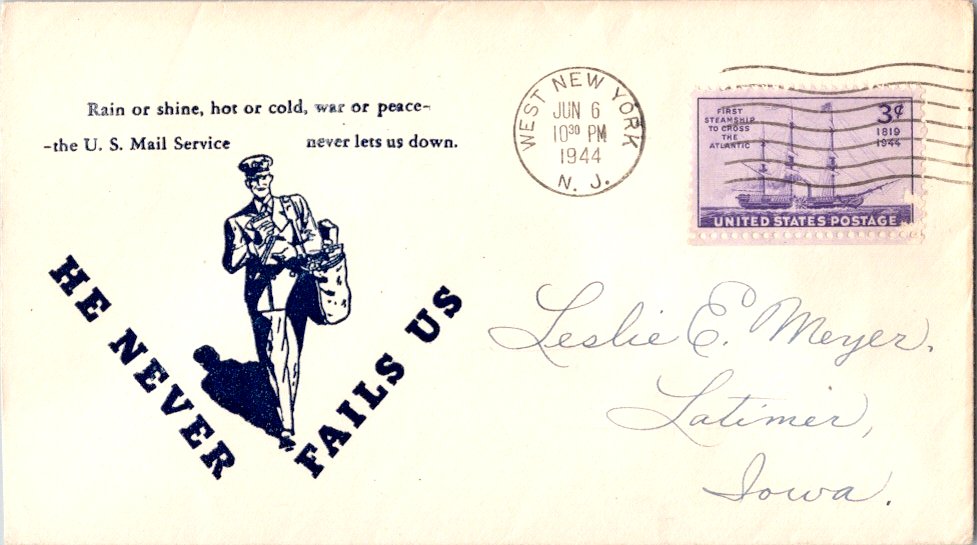 Rain or shine, hot or cold, war or peace-
-the U. S. Mail Service never lets us down.
HE NEVER
FAILS US
WEST NEW YORK
JUN 6
10³⁰ PM
1944
N. J.
FIRST
STEAMSHIP
TO CROSS
THE
ATLANTIC
3¢
1819
1944
UNITED STATES POSTAGE
Leslie E. Meyer.
Latimer,
Iowa.